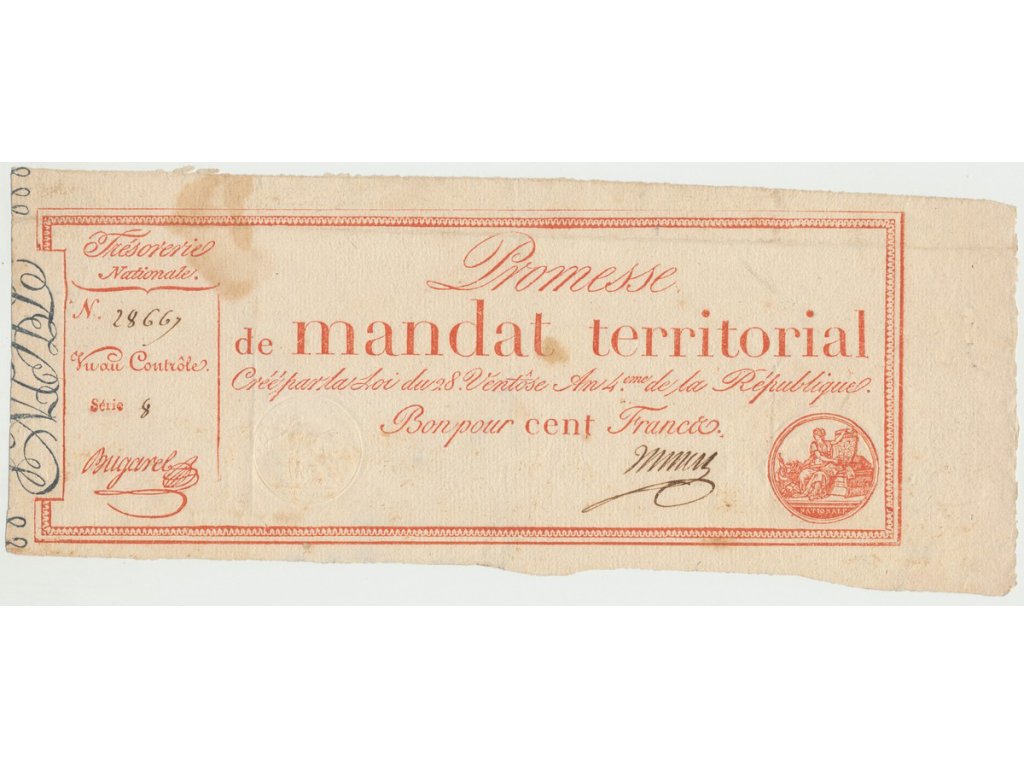 Trésorerie
Nationale.
N. 28667
Vu au Contrôle.
Série 8
Bugarel
Promesse
de mandat territorial
Créé par la Loi du 28. Ventôse An 4.eme de la République.
Bon pour cent Francs.
NATIONALE